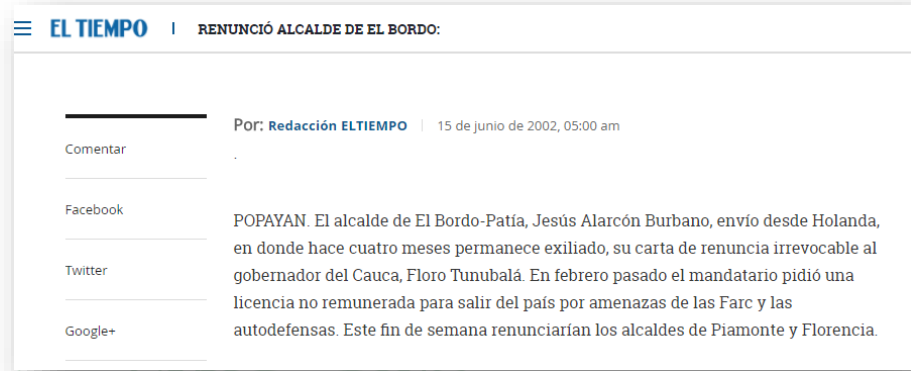 EL TIEMPO | RENUNCIÓ ALCALDE DE EL BORDO:
Por: Redacción ELTIEMPO | 15 de junio de 2002, 05:00 am
.
Comentar
Facebook
Twitter
Google+
POPAYAN. El alcalde de El Bordo-Patía, Jesús Alarcón Burbano, envío desde Holanda,
en donde hace cuatro meses permanece exiliado, su carta de renuncia irrevocable al
gobernador del Cauca, Floro Tunubalá. En febrero pasado el mandatario pidió una
licencia no remunerada para salir del país por amenazas de las Farc y las
autodefensas. Este fin de semana renunciarían los alcaldes de Piamonte y Florencia.